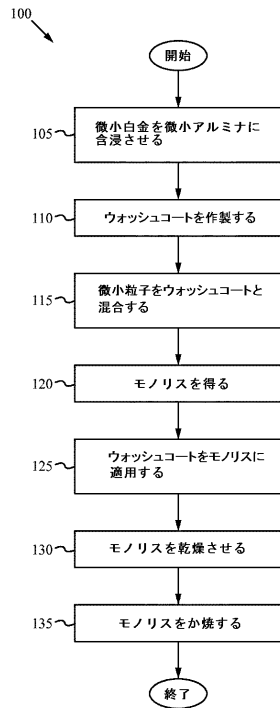 100
開始
105
微小白金を微小アルミナに
含浸させる
110
ウォッシュコートを作製する
115
微小粒子をウォッシュコートと
混合する
120
モノリスを得る
125
ウォッシュコートをモノリスに
適用する
130
モノリスを乾燥させる
135
モノリスをか焼する
終了